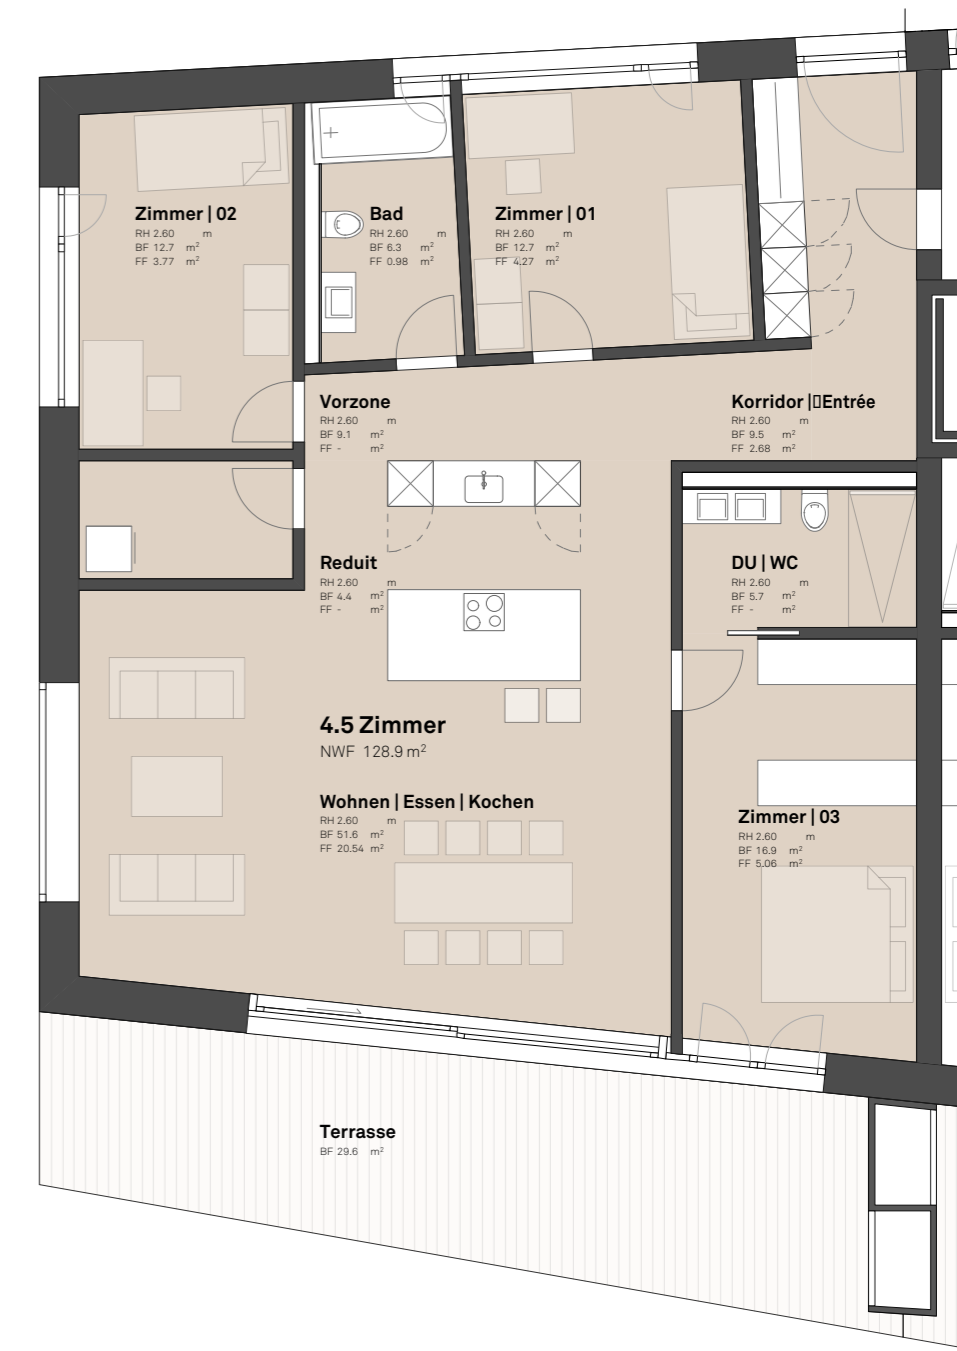 Zimmer | 02
RH 2.60 m
BF 12.7 m²
FF 3.77 m²
Bad
RH 2.60 m
BF 6.3 m²
FF 0.98 m²
Zimmer | 01
RH 2.60 m
BF 12.7 m²
FF 4.27 m²
Vorzone
RH 2.60 m
BF 9.1 m²
FF - m²
Korridor |▯Entrée
RH 2.60 m
BF 9.5 m²
FF 2.68 m²
Reduit
RH 2.60 m
BF 4.4 m²
FF - m²
DU | WC
RH 2.60 m
BF 5.7 m²
FF - m²
4.5 Zimmer
NWF 128.9 m²
Wohnen | Essen | Kochen
RH 2.60 m
BF 51.6 m²
FF 20.54 m²
Zimmer | 03
RH 2.60 m
BF 16.9 m²
FF 5.06 m²
Terrasse
BF 29.6 m²